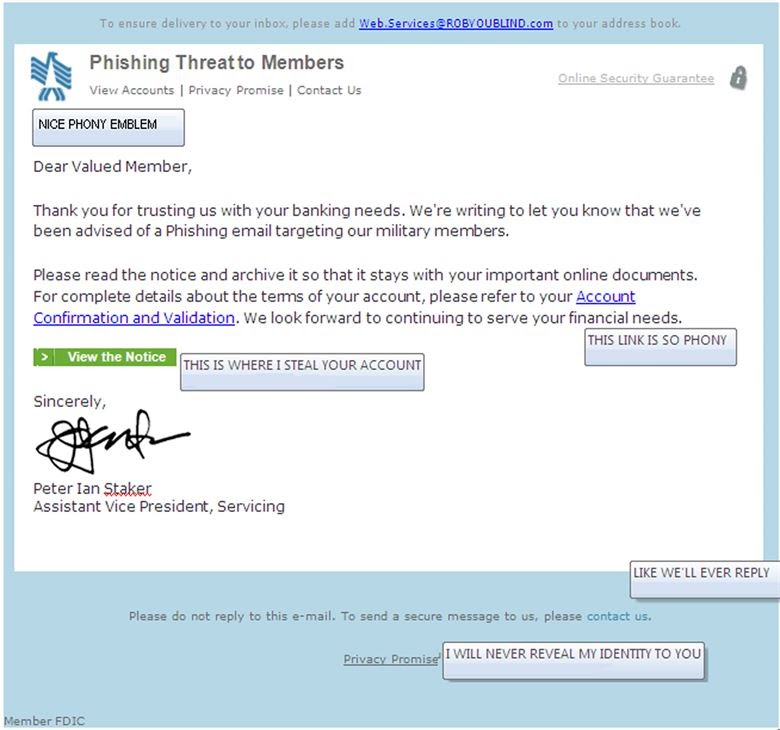 To ensure delivery to your inbox, please add Web.Services@ROBYOUBLIND.com to your address book.
Phishing Threat to Members
View Accounts | Privacy Promise | Contact Us
Online Security Guarantee
NICE PHONY EMBLEM
Dear Valued Member,
Thank you for trusting us with your banking needs. We're writing to let you know that we've
been advised of a Phishing email targeting our military members.
Please read the notice and archive it so that it stays with your important online documents.
For complete details about the terms of your account, please refer to your Account
Confirmation and Validation. We look forward to continuing to serve your financial needs.
THIS LINK IS SO PHONY
> View the Notice
THIS IS WHERE I STEAL YOUR ACCOUNT
Sincerely,
Peter Ian Staker
Assistant Vice President, Servicing
LIKE WE'LL EVER REPLY
Please do not reply to this e-mail. To send a secure message to us, please contact us.
Privacy Promise
I WILL NEVER REVEAL MY IDENTITY TO YOU
Member FDIC